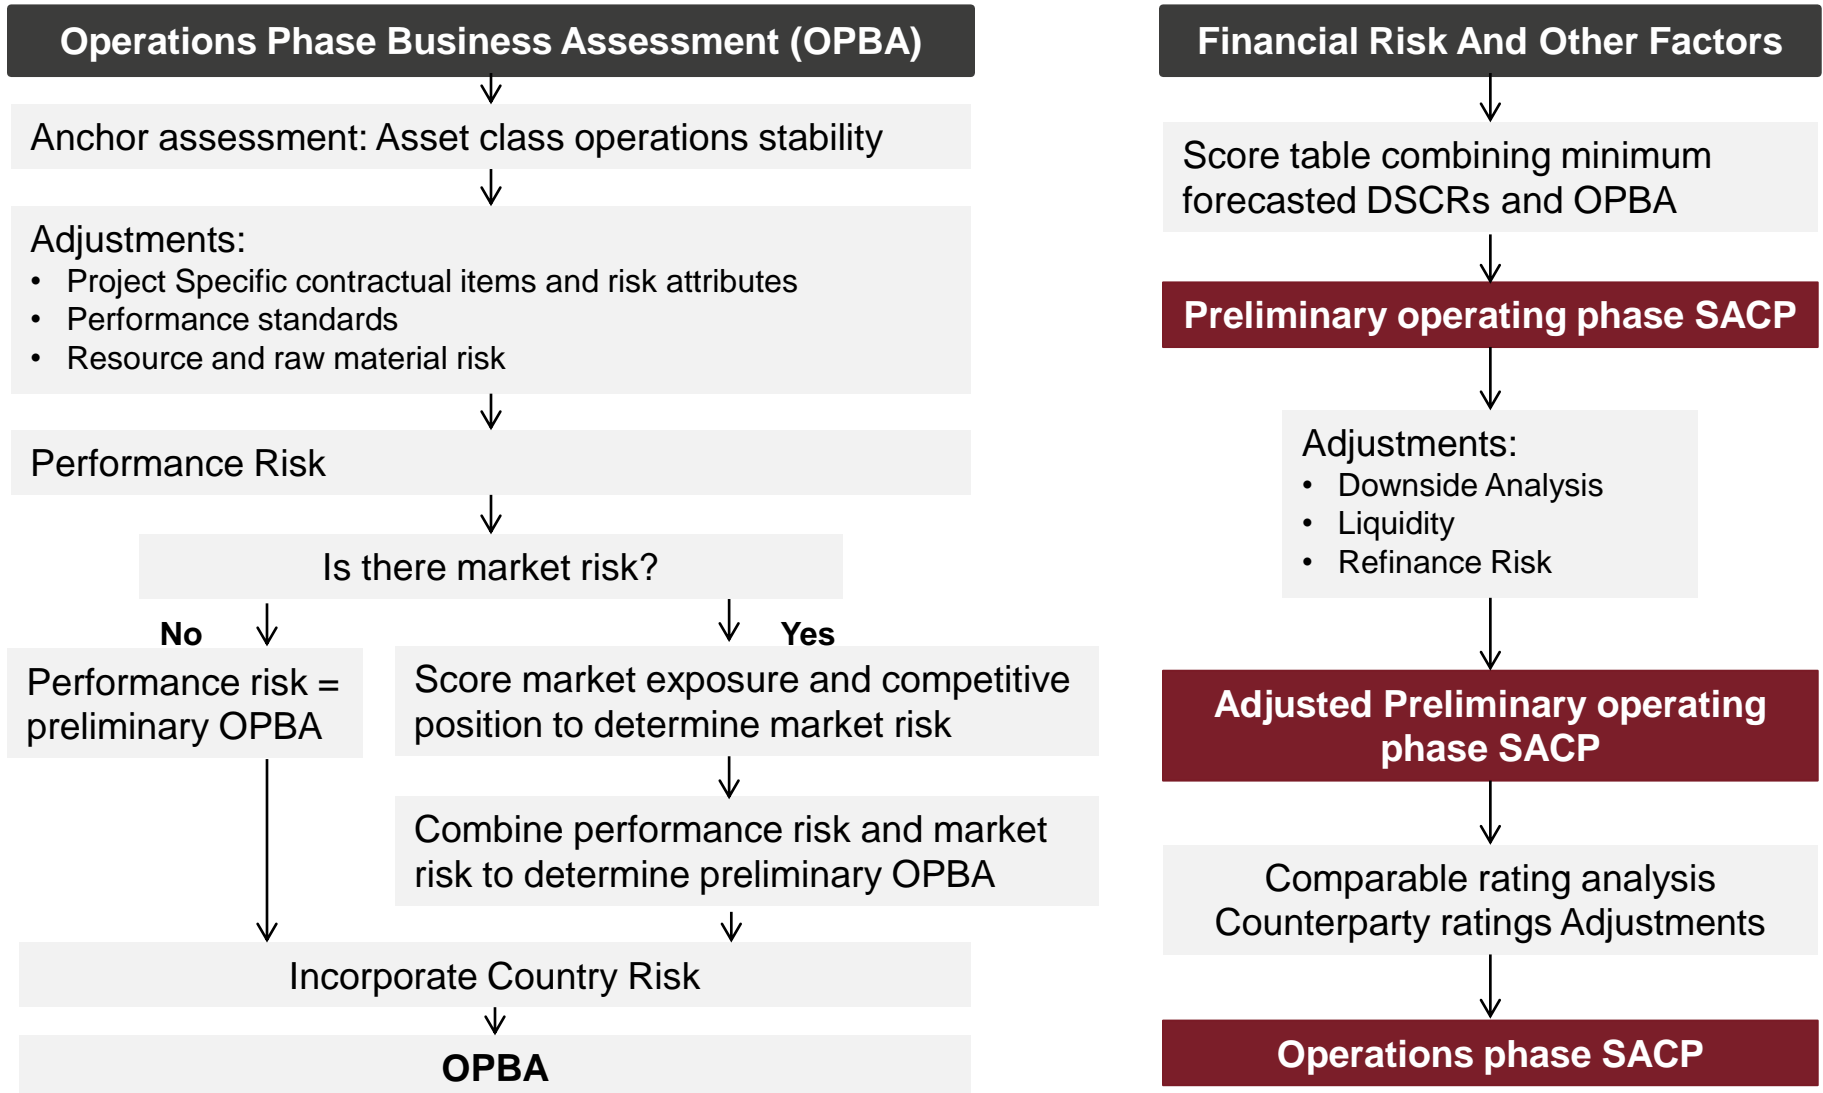 Operations Phase Business Assessment (OPBA)
Anchor assessment: Asset class operations stability
Adjustments:
• Project Specific contractual items and risk attributes
• Performance standards
• Resource and raw material risk
Performance Risk
Is there market risk?
No
Yes
Performance risk =
preliminary OPBA
Score market exposure and competitive
position to determine market risk
Combine performance risk and market
risk to determine preliminary OPBA
Incorporate Country Risk
OPBA
Financial Risk And Other Factors
Score table combining minimum
forecasted DSCRs and OPBA
Preliminary operating phase SACP
Adjustments:
• Downside Analysis
• Liquidity
• Refinance Risk
Adjusted Preliminary operating
phase SACP
Comparable rating analysis
Counterparty ratings Adjustments
Operations phase SACP